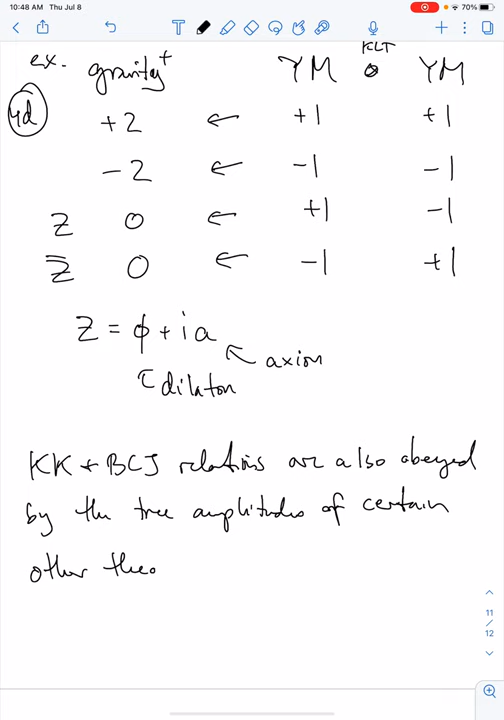 10:48 AM Thu Jul 8
70%
KLT
ex. gravity+ YM ⊗ YM
4d
+2 ← +1 +1
-2 ← -1 -1
z 0 ← +1 -1
z̄ 0 ← -1 +1
z = φ + i a
axion
dilaton
KK + BCJ relations are also obeyed
by the tree amplitudes of certain
other theo
11
/
12